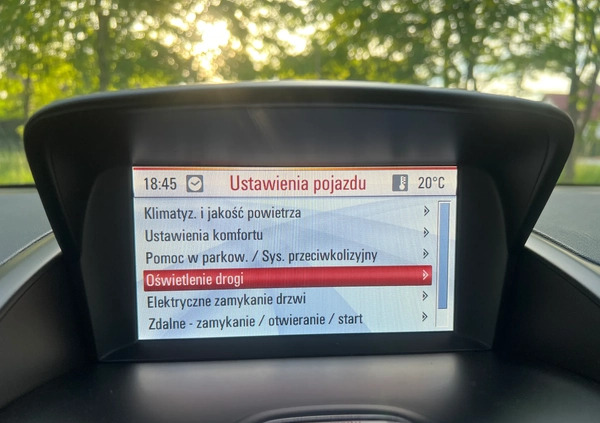 18:45 Ustawienia pojazdu 20°C
Klimatyz. i jakość powietrza
Ustawienia komfortu
Pomoc w parkow. / Sys. przeciwkolizyjny
Oświetlenie drogi
Elektryczne zamykanie drzwi
Zdalne - zamykanie / otwieranie / start